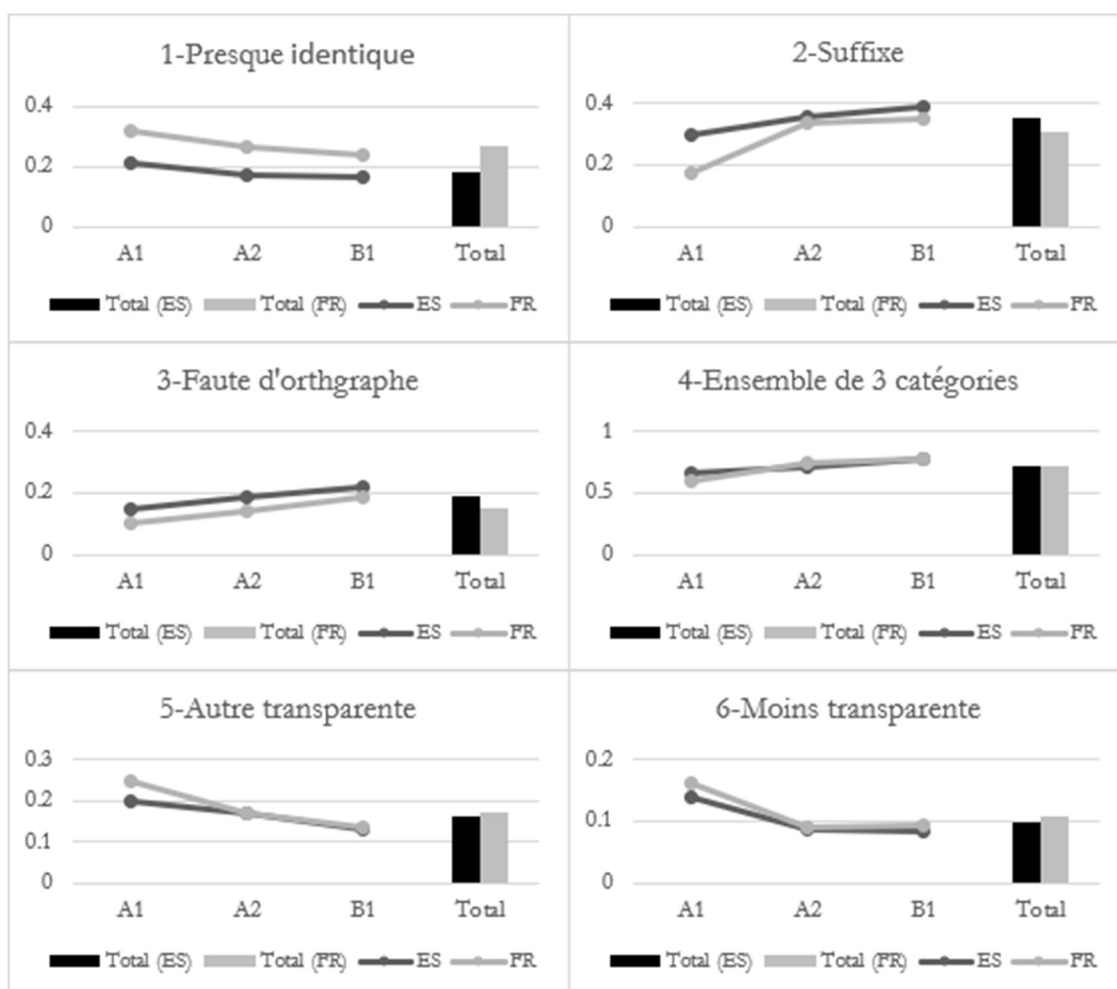 1-Presque identique
0.4
0.2
0
A1 A2 B1 Total
Total (ES) Total (FR) ES FR
2-Suffixe
0.4
0.2
0
A1 A2 B1 Total
Total (ES) Total (FR) ES FR
3-Faute d'orthgraphe
0.4
0.2
0
A1 A2 B1 Total
Total (ES) Total (FR) ES FR
4-Ensemble de 3 catégories
1
0.5
0
A1 A2 B1 Total
Total (ES) Total (FR) ES FR
5-Autre transparente
0.3
0.2
0.1
0
A1 A2 B1 Total
Total (ES) Total (FR) ES FR
6-Moins transparente
0.2
0.1
0
A1 A2 B1 Total
Total (ES) Total (FR) ES FR